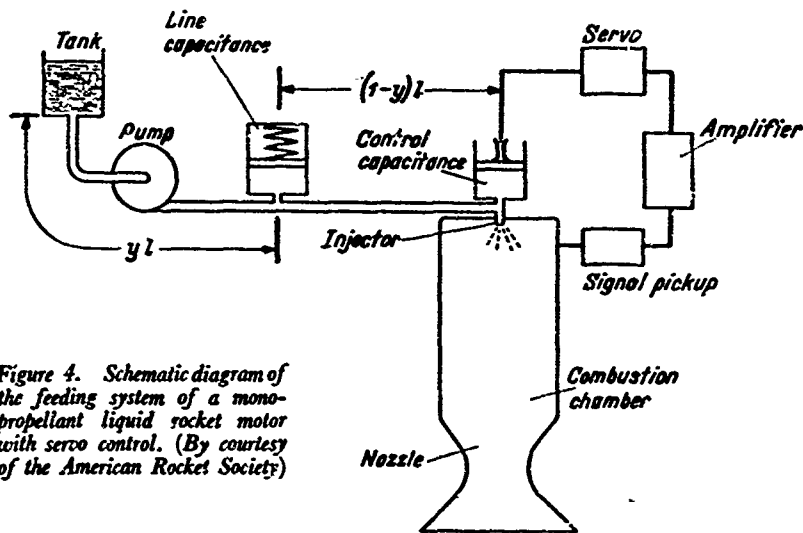 Tank
Line
capacitance
(1-y)l
Servo
Pump
Control
capacitance
Amplifier
yl
Injector
Signal pickup
Figure 4. Schematic diagram of
the feeding system of a mono-
propellant liquid rocket motor
with servo control. (By courtesy
of the American Rocket Society)
Combustion
chamber
Nozzle